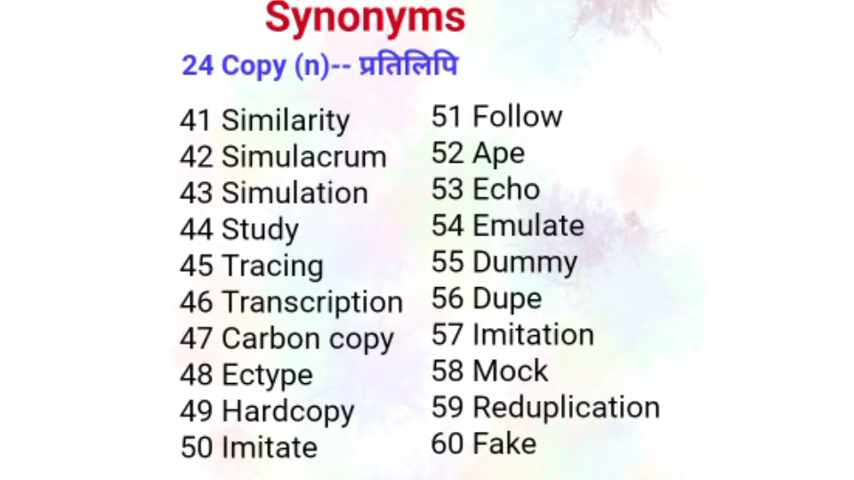 Synonyms
24 Copy (n)-- प्रतिलिपि
41 Similarity
42 Simulacrum
43 Simulation
44 Study
45 Tracing
46 Transcription
47 Carbon copy
48 Ectype
49 Hardcopy
50 Imitate
51 Follow
52 Ape
53 Echo
54 Emulate
55 Dummy
56 Dupe
57 Imitation
58 Mock
59 Reduplication
60 Fake